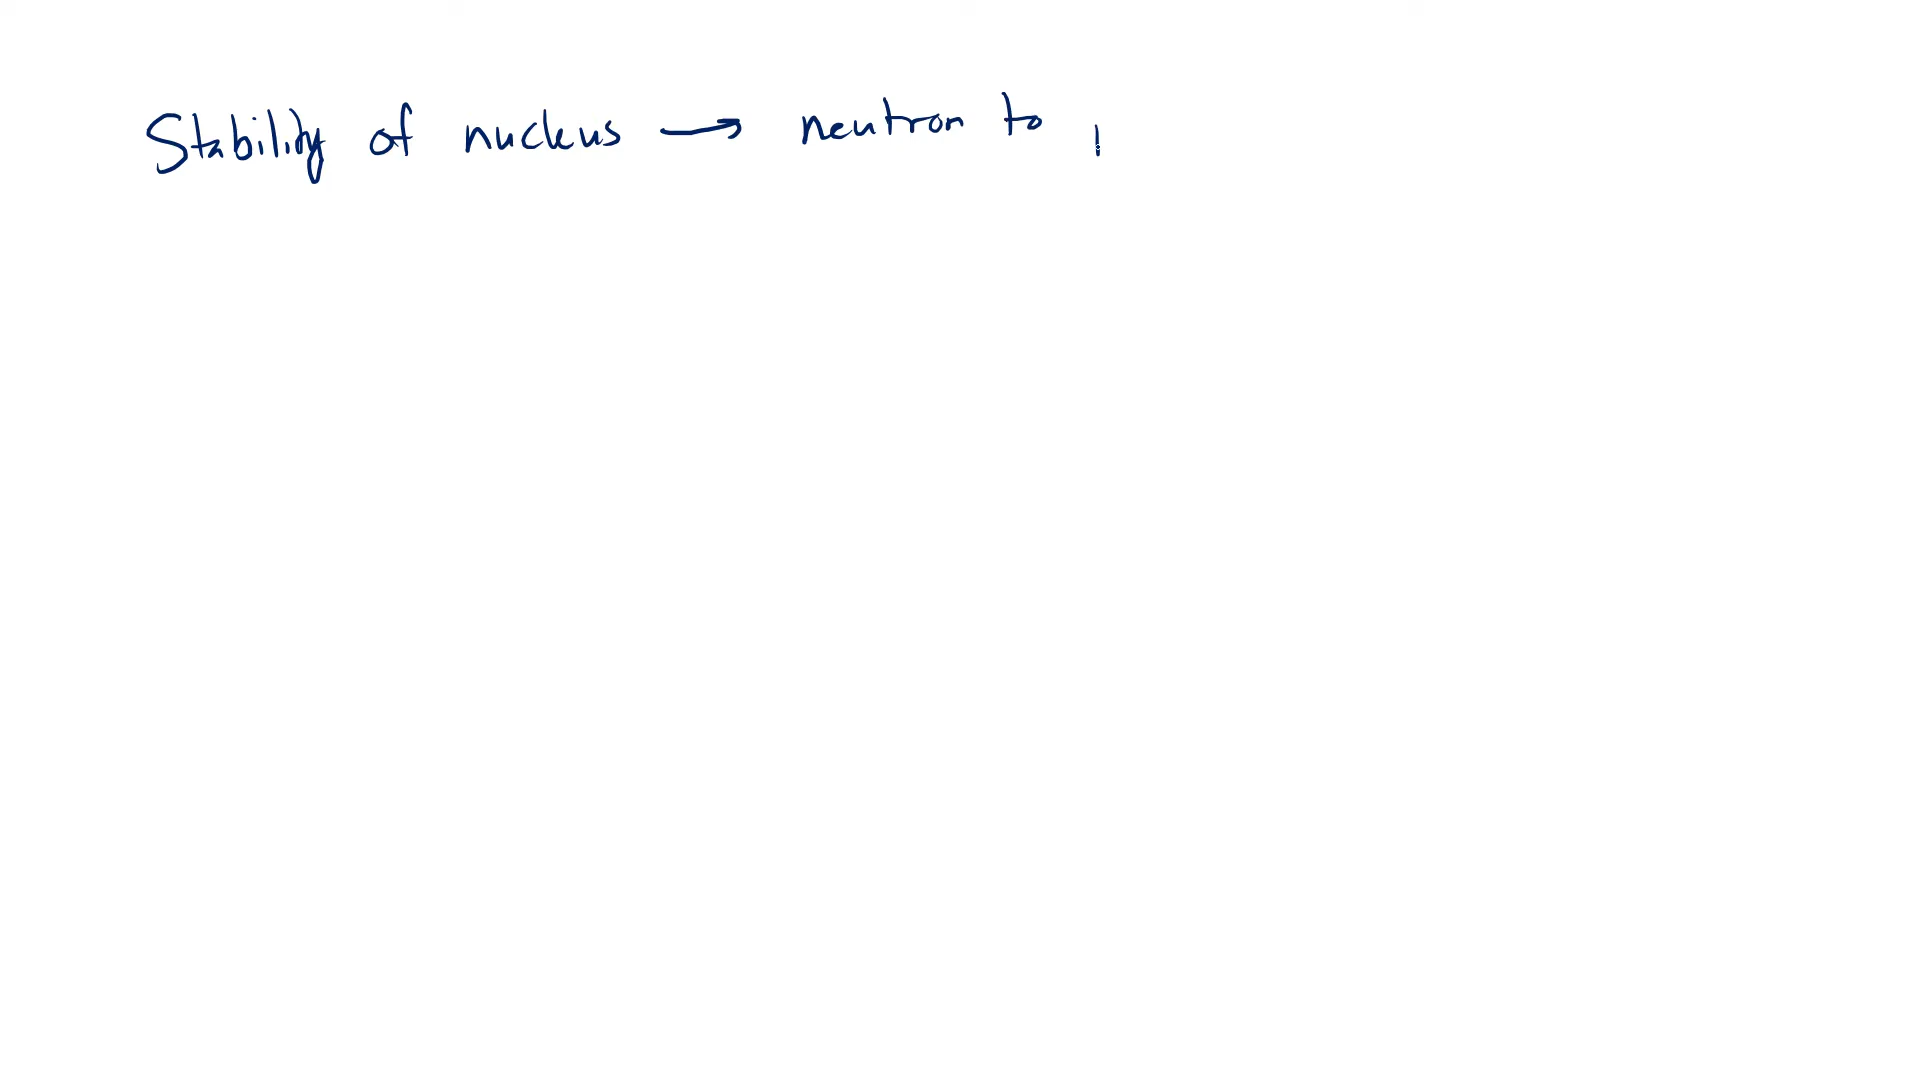 Stability of nucleus → neutron to